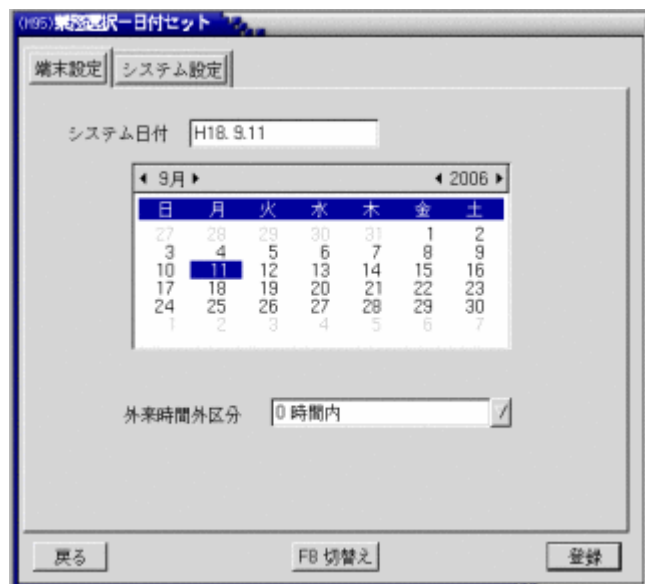 (M95)業務選択ー日付セット
端末設定 システム設定
システム日付 H18. 9.11
9月 2006
日 月 火 水 木 金 土
27 28 29 30 31 1 2
3 4 5 6 7 8 9
10 11 12 13 14 15 16
17 18 19 20 21 22 23
24 25 26 27 28 29 30
1 2 3 4 5 6 7
外来時間外区分 0 時間内
戻る F8 切替え 登録